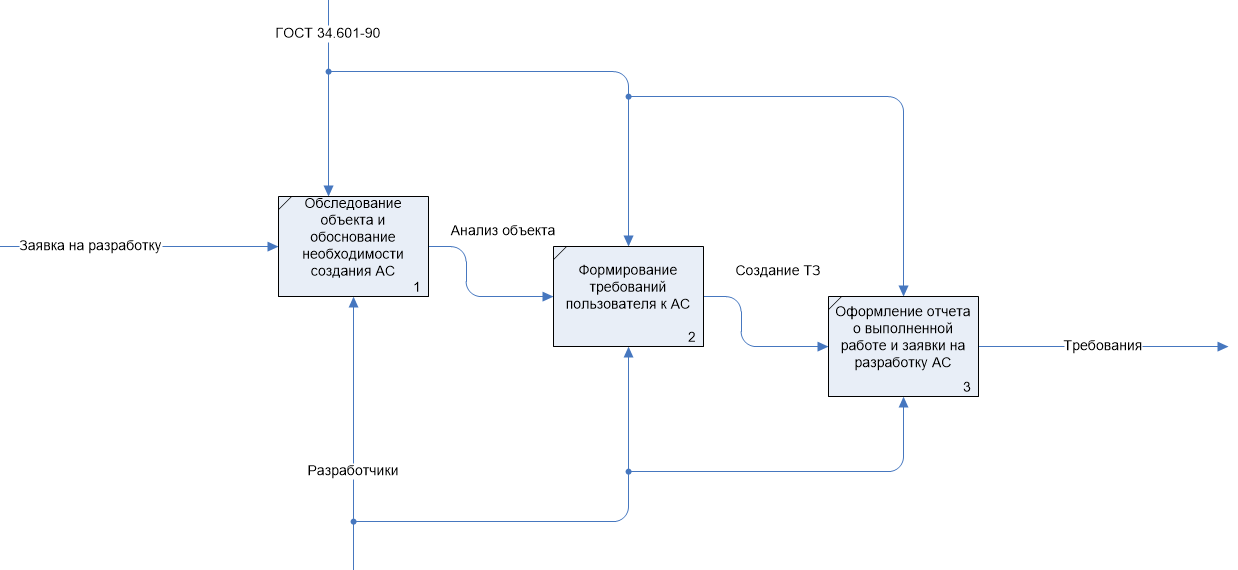 ГОСТ 34.601-90
Обследование
объекта и
обоснование
необходимости
создания АС
1
Заявка на разработку
Анализ объекта
Формирование
требований
пользователя к АС
2
Создание ТЗ
Оформление отчета
о выполненной
работе и заявки на
разработку АС
3
Требования
Разработчики